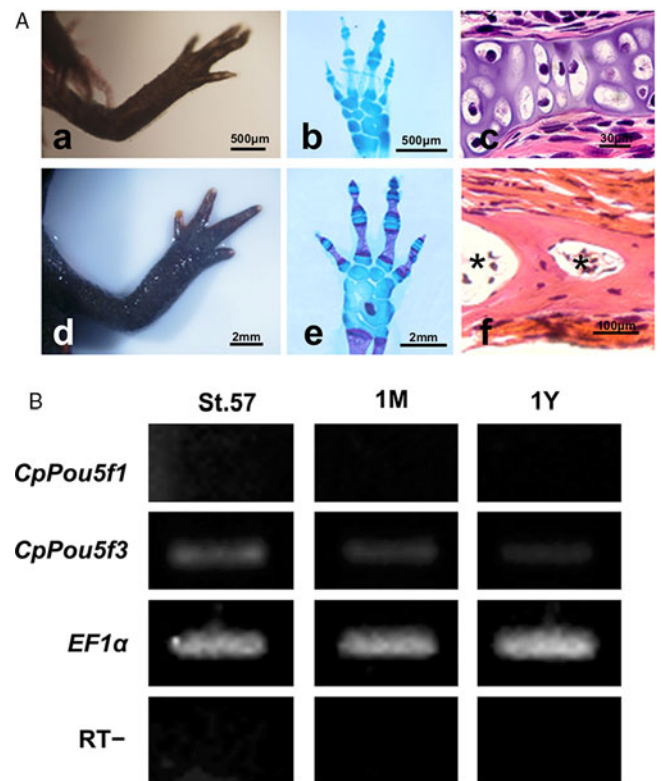 A
a
500μm
b
500μm
c
30μm
d
2mm
e
2mm
*
*
f
100μm
B
St.57 1M 1Y
CpPou5f1
CpPou5f3
EF1α
RT−